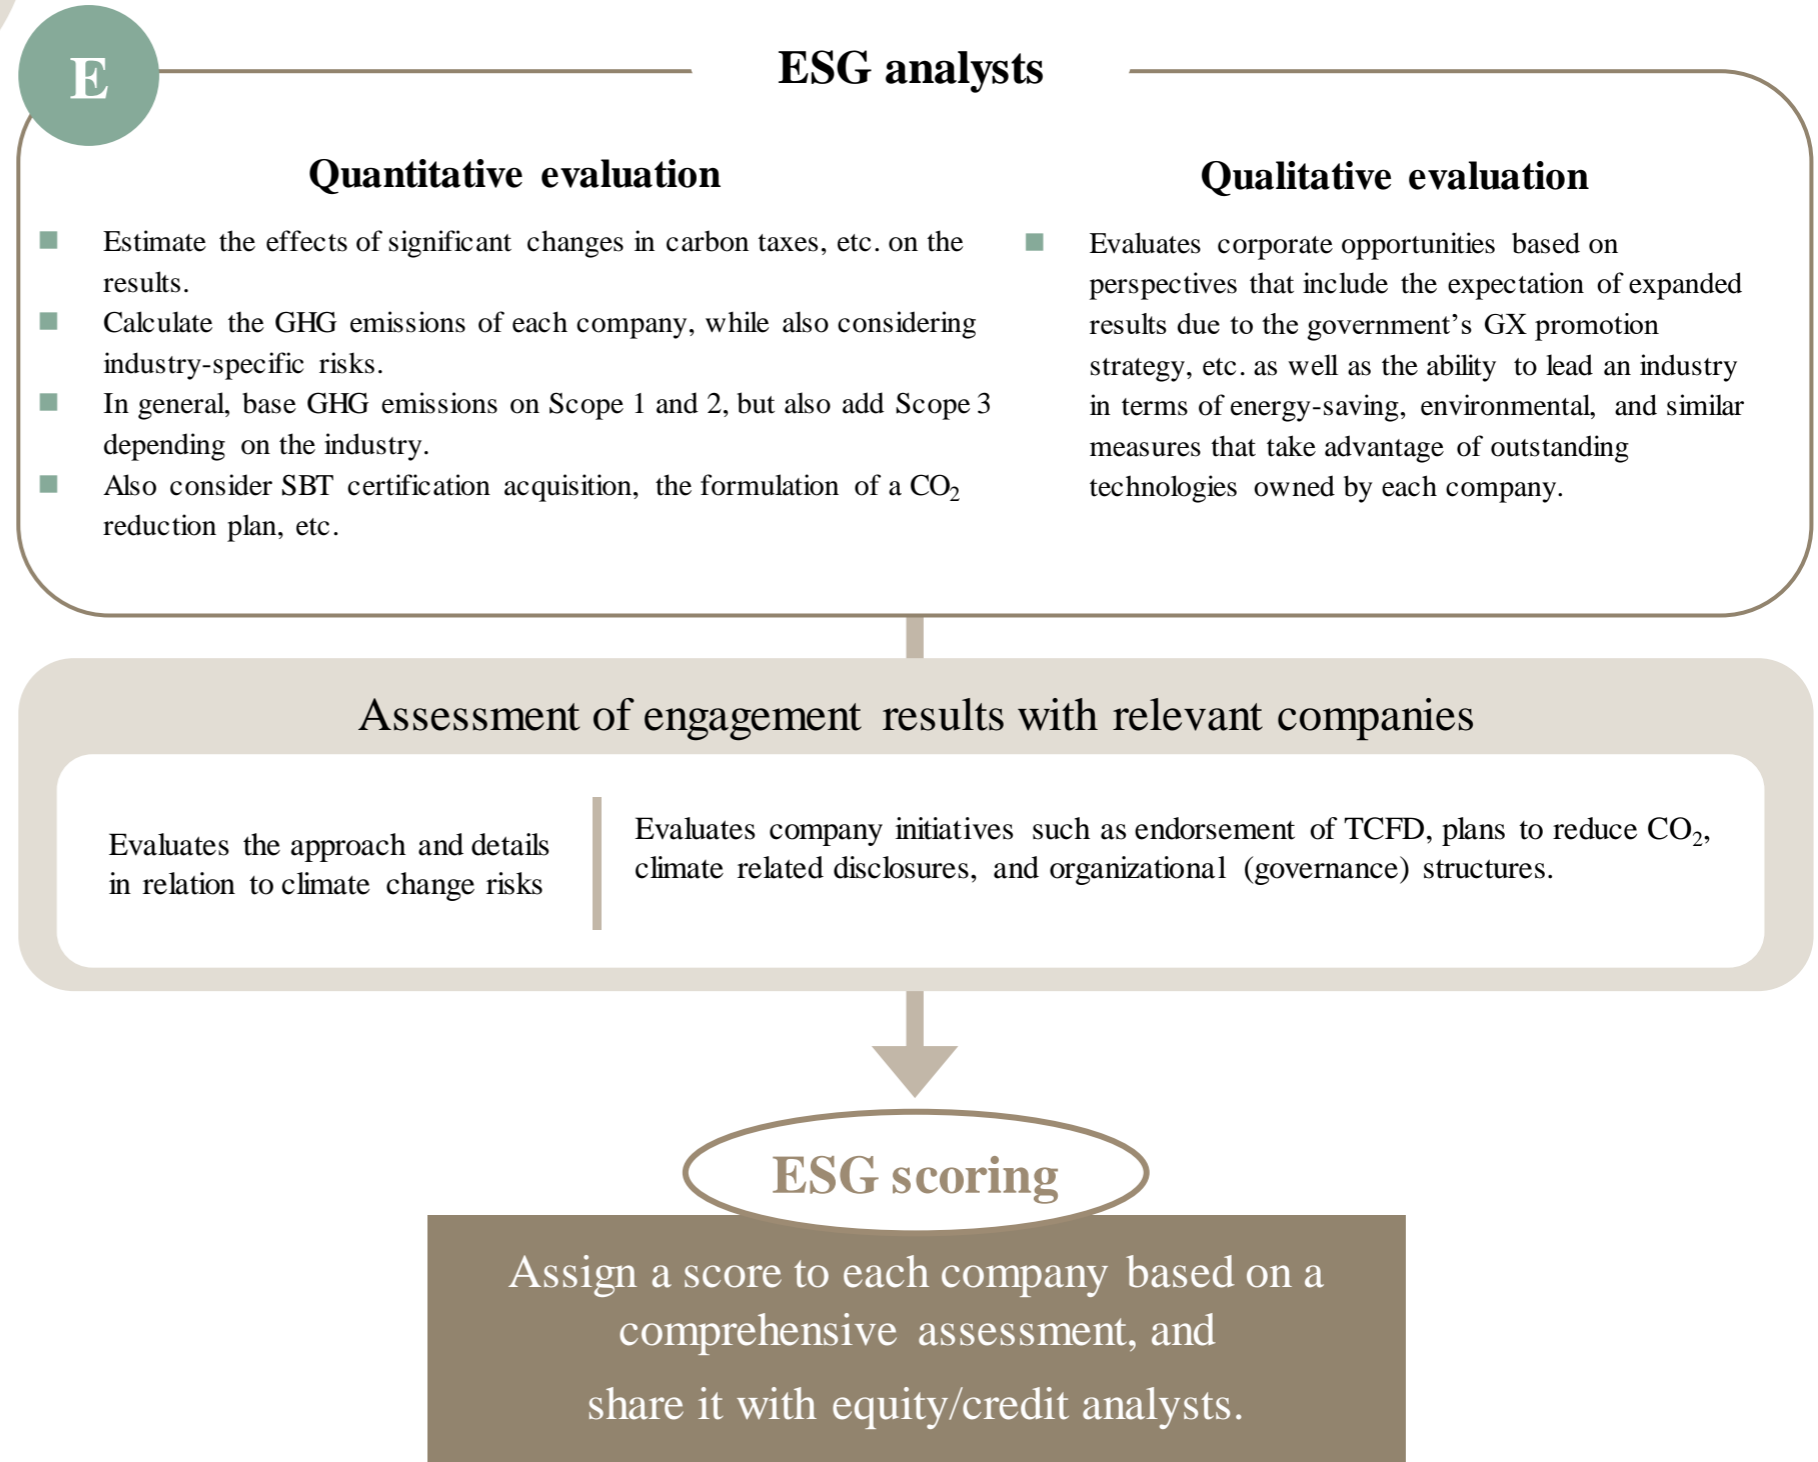 E
ESG analysts
Quantitative evaluation
Estimate the effects of significant changes in carbon taxes, etc. on the
results.
Calculate the GHG emissions of each company, while also considering
industry-specific risks.
In general, base GHG emissions on Scope 1 and 2, but also add Scope 3
depending on the industry.
Also consider SBT certification acquisition, the formulation of a CO₂
reduction plan, etc.
Qualitative evaluation
Evaluates corporate opportunities based on
perspectives that include the expectation of expanded
results due to the government’s GX promotion
strategy, etc. as well as the ability to lead an industry
in terms of energy-saving, environmental, and similar
measures that take advantage of outstanding
technologies owned by each company.
Assessment of engagement results with relevant companies
Evaluates the approach and details
in relation to climate change risks
Evaluates company initiatives such as endorsement of TCFD, plans to reduce CO₂,
climate related disclosures, and organizational (governance) structures.
ESG scoring
Assign a score to each company based on a
comprehensive assessment, and
share it with equity/credit analysts.